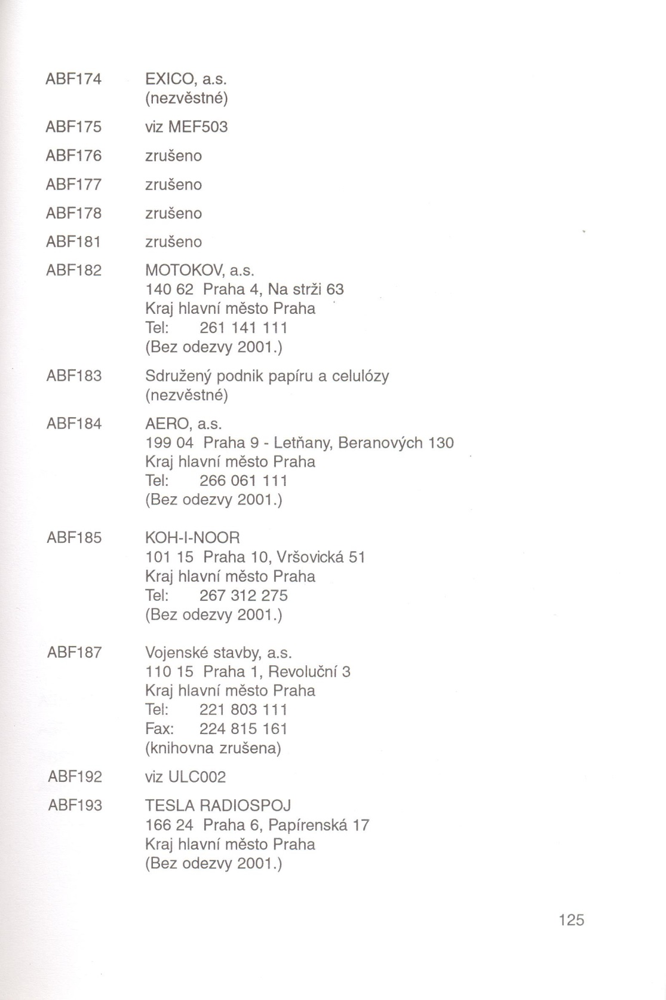 ABF174 EXICO, a.s.
(nezvěstné)
ABF175 viz MEF503
ABF176 zrušeno
ABF177 zrušeno
ABF178 zrušeno
ABF181 zrušeno
ABF182 MOTOKOV, a.s.
140 62 Praha 4, Na strži 63
Kraj hlavní město Praha
Tel: 261 141 111
(Bez odezvy 2001.)
ABF183 Sdružený podnik papíru a celulózy
(nezvěstné)
ABF184 AERO, a.s.
199 04 Praha 9 - Letňany, Beranových 130
Kraj hlavní město Praha
Tel: 266 061 111
(Bez odezvy 2001.)
ABF185 KOH-I-NOOR
101 15 Praha 10, Vršovická 51
Kraj hlavní město Praha
Tel: 267 312 275
(Bez odezvy 2001.)
ABF187 Vojenské stavby, a.s.
110 15 Praha 1, Revoluční 3
Kraj hlavní město Praha
Tel: 221 803 111
Fax: 224 815 161
(knihovna zrušena)
ABF192 viz ULC002
ABF193 TESLA RADIOSPOJ
166 24 Praha 6, Papírenská 17
Kraj hlavní město Praha
(Bez odezvy 2001.)
125